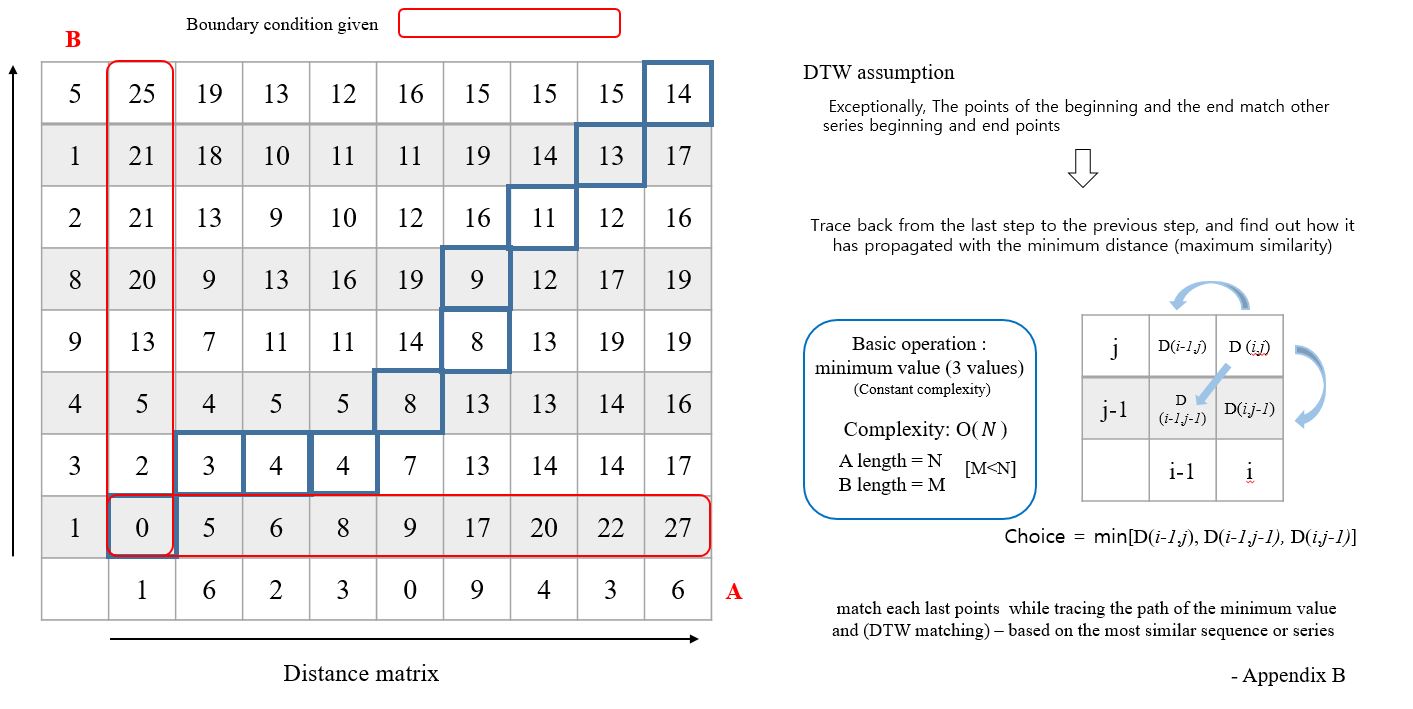 Boundary condition given
B
5 25 19 13 12 16 15 15 15 14
1 21 18 10 11 11 19 14 13 17
2 21 13 9 10 12 16 11 12 16
8 20 9 13 16 19 9 12 17 19
9 13 7 11 11 14 8 13 19 19
4 5 4 5 5 8 13 13 14 16
3 2 3 4 4 7 13 14 14 17
1 0 5 6 8 9 17 20 22 27
1 6 2 3 0 9 4 3 6 A
Distance matrix
DTW assumption
Exceptionally, The points of the beginning and the end match other
series beginning and end points
Trace back from the last step to the previous step, and find out how it
has propagated with the minimum distance (maximum similarity)
Basic operation :
minimum value (3 values)
(Constant complexity)
Complexity: O(N )
A length = N
B length = M
[M<N]
j D(i-1,j) D (i,j)
j-1 D
(i-1,j-1) D(i,j-1)
i-1 i
Choice = min[D(i-1,j), D(i-1,j-1), D(i,j-1)]
match each last points while tracing the path of the minimum value
and (DTW matching) – based on the most similar sequence or series
- Appendix B